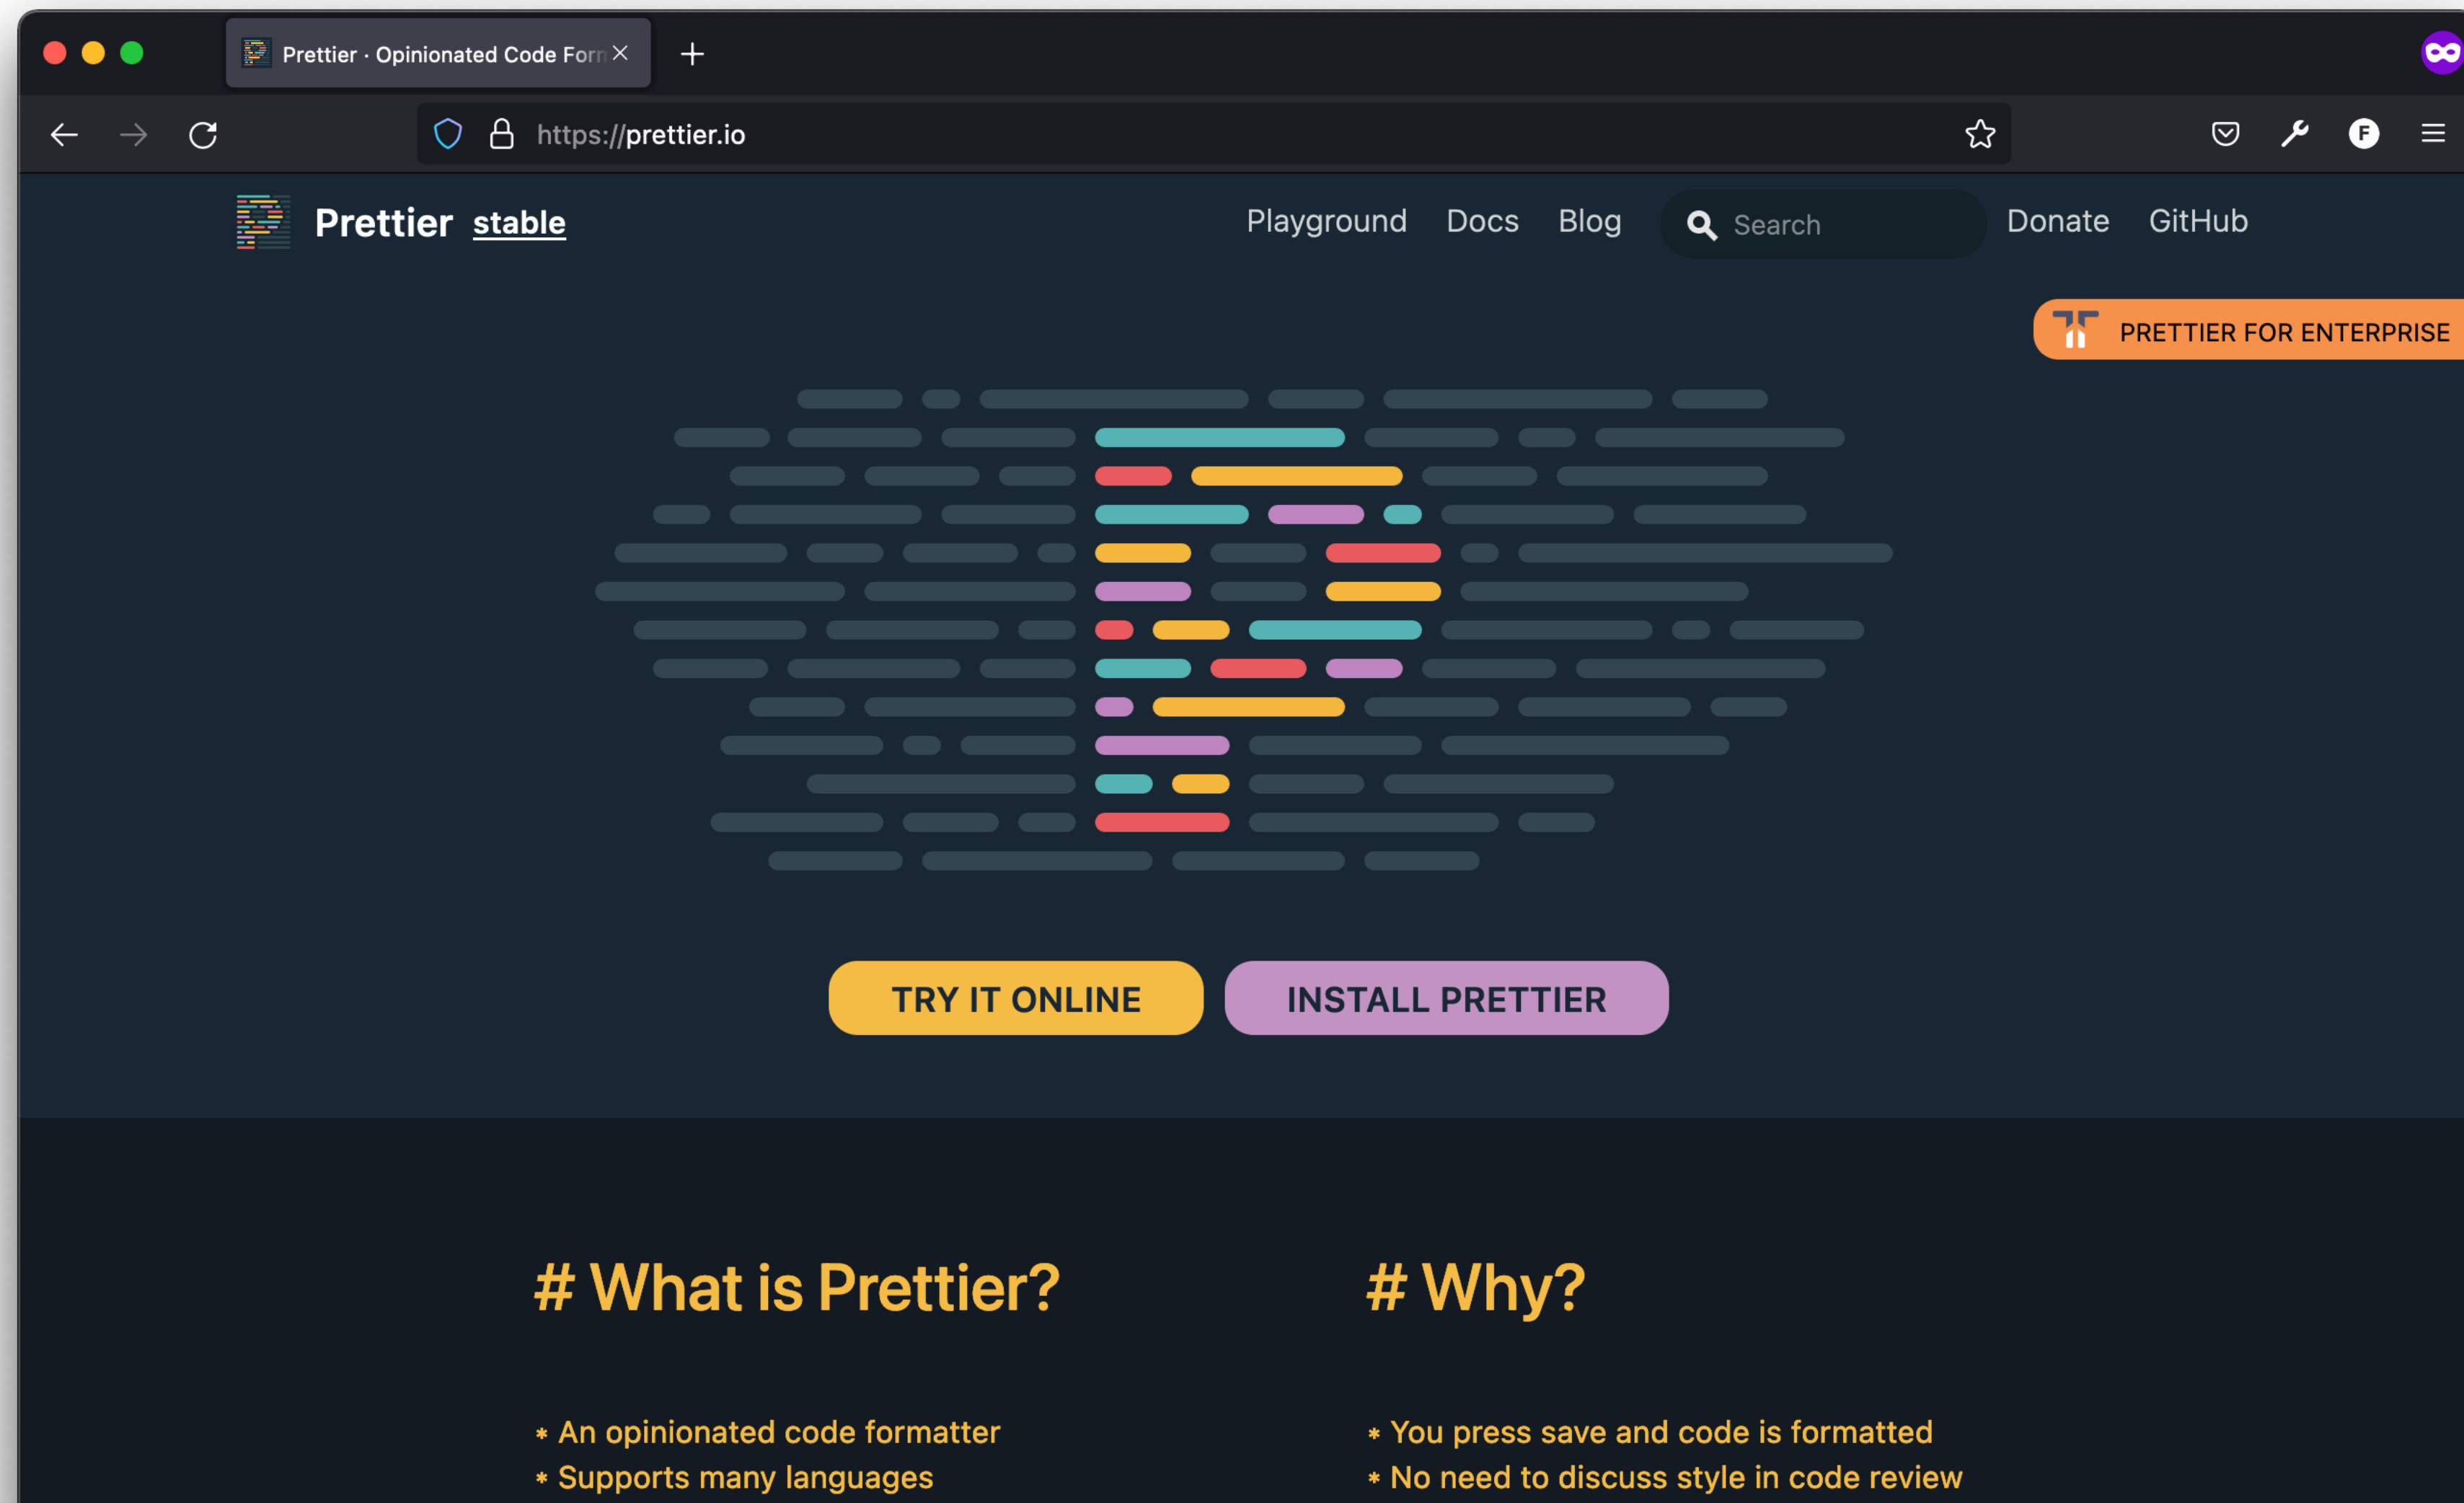 Prettier · Opinionated Code Form
https://prettier.io
F
Prettier stable
Playground Docs Blog Search Donate GitHub
PRETTIER FOR ENTERPRISE
TRY IT ONLINE INSTALL PRETTIER
# What is Prettier?
* An opinionated code formatter
* Supports many languages
# Why?
* You press save and code is formatted
* No need to discuss style in code review